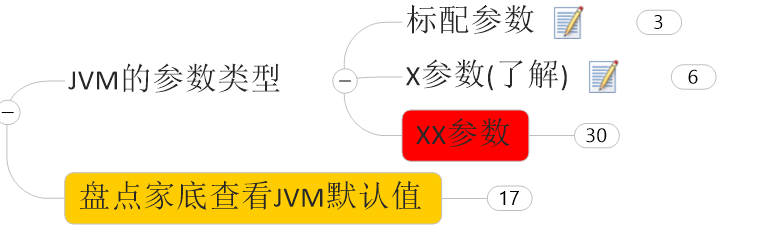 标配参数 3
JVM的参数类型
X参数(了解) 6
XX参数 30
盘点家底查看JVM默认值 17